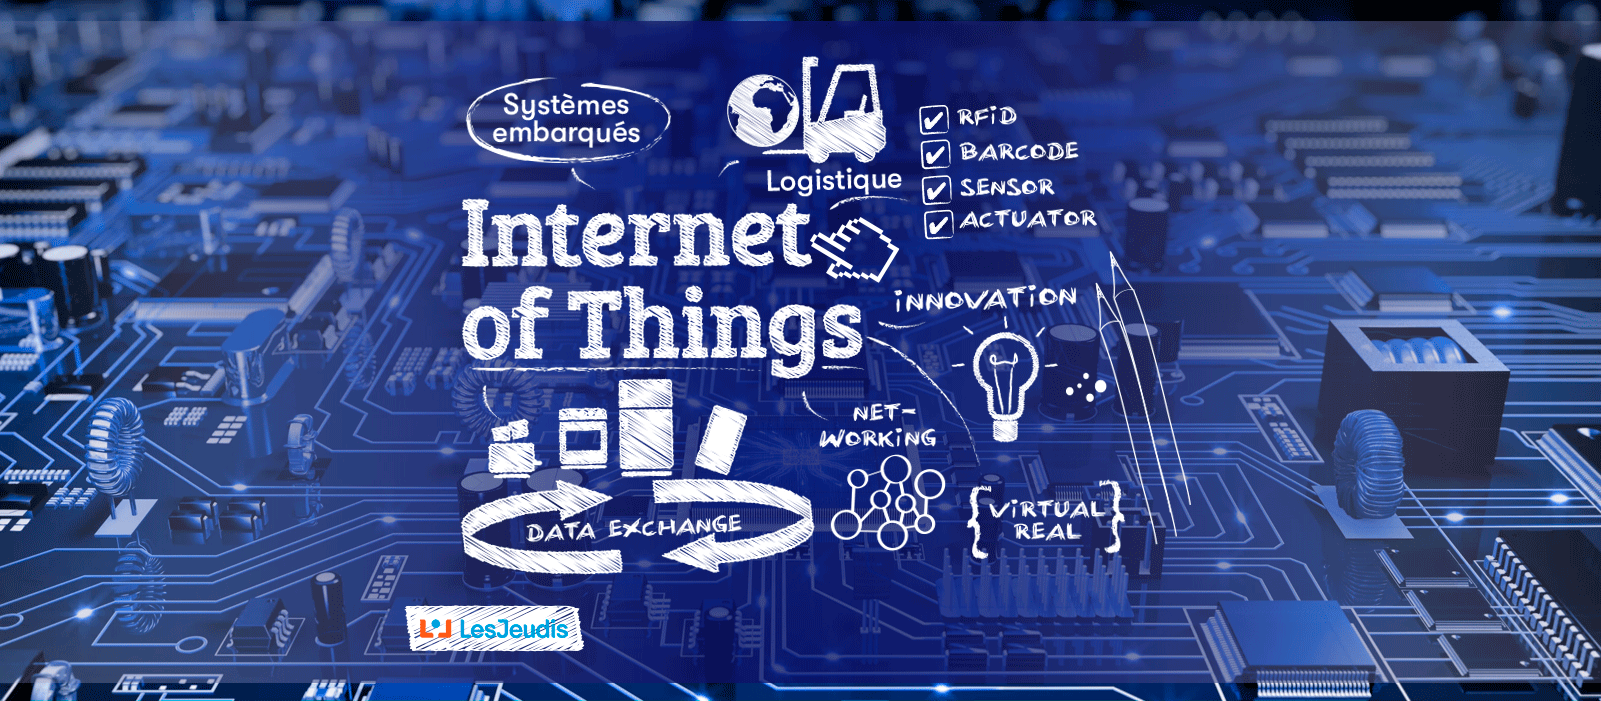 Systèmes
embarqués
Logistique
RFiD
BARCODE
SENSOR
ACTUATOR
Internet
of Things
iNNOVATiON
NET-
WORKiNG
DATA EXCHANGE
ViRTUAL
REAL
LesJeudis